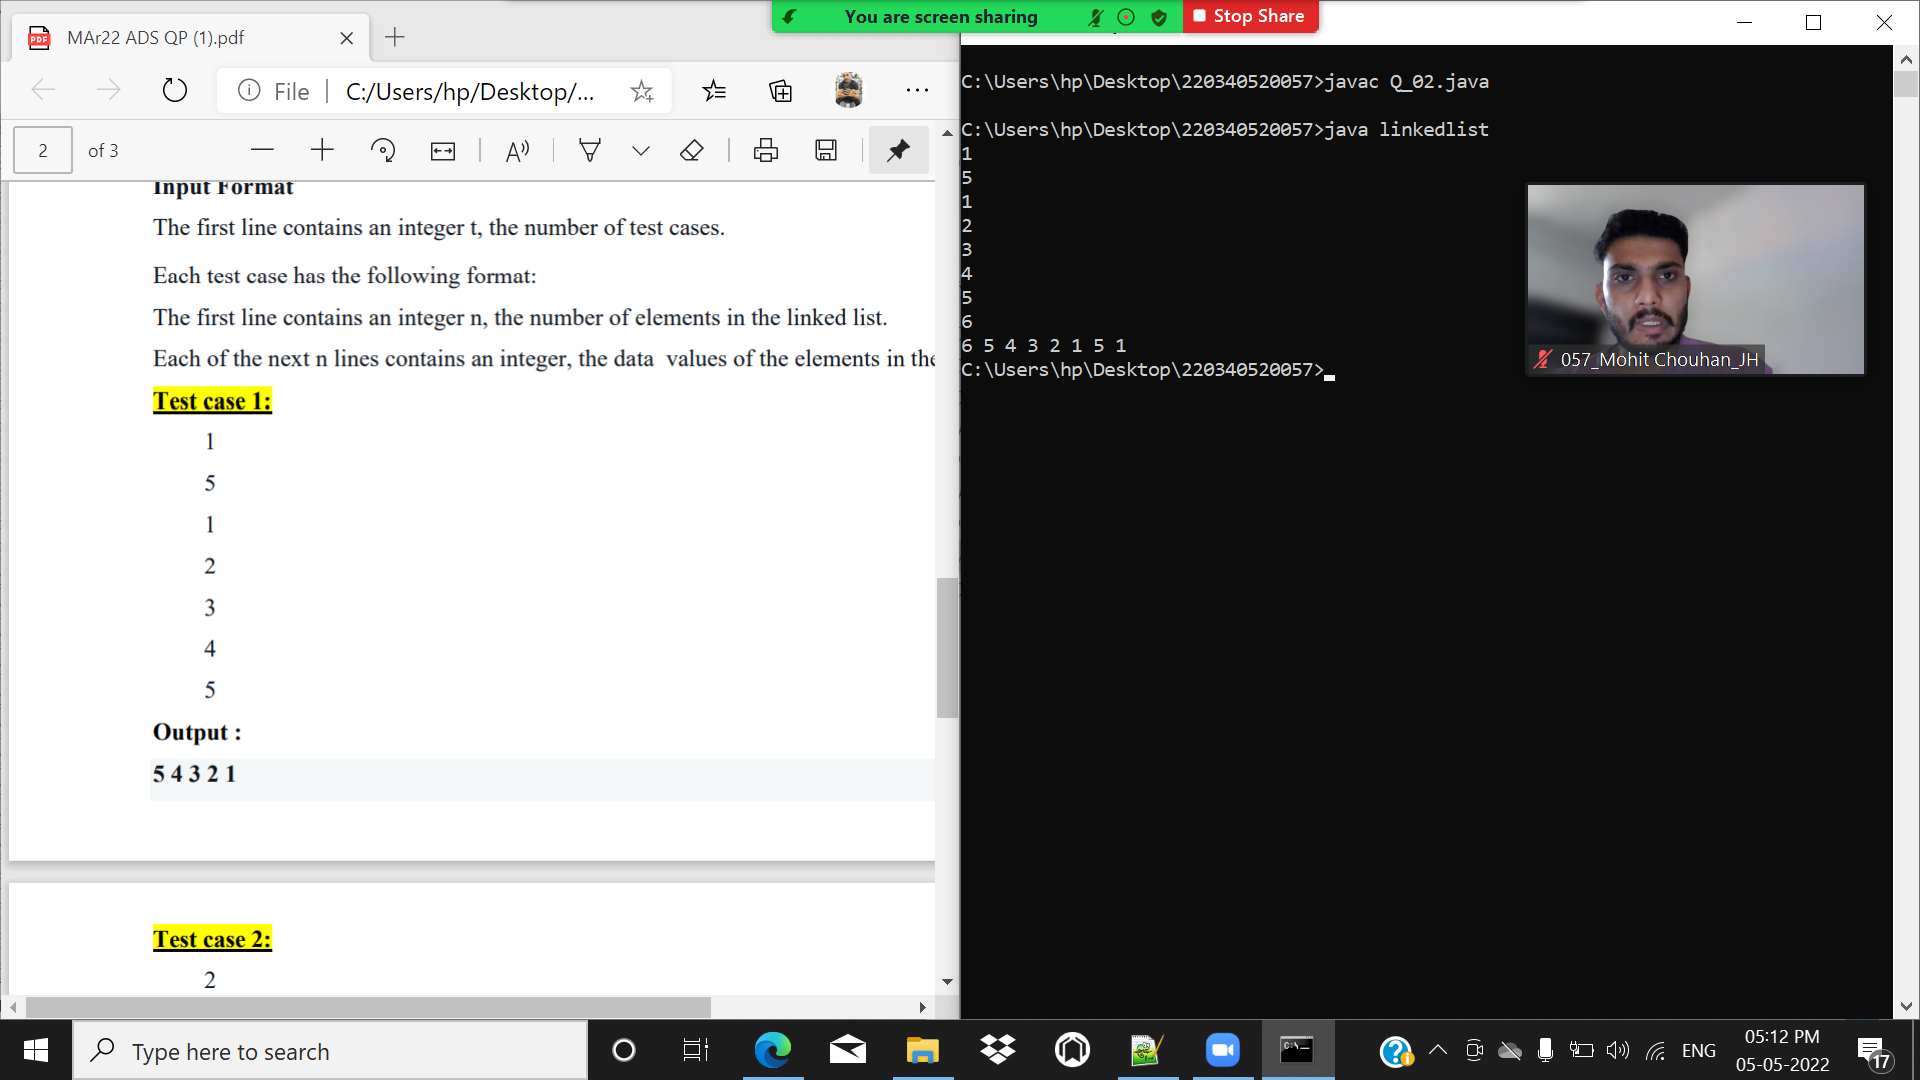 You are screen sharing
Stop Share
MAr22 ADS QP (1).pdf
File
C:/Users/hp/Desktop/...
2
of 3
Input Format
The first line contains an integer t, the number of test cases.
Each test case has the following format:
The first line contains an integer n, the number of elements in the linked list.
Each of the next n lines contains an integer, the data values of the elements in the
Test case 1:
1
5
1
2
3
4
5
Output :
5 4 3 2 1
Test case 2:
2
C:\Users\hp\Desktop\220340520057>javac Q_02.java
C:\Users\hp\Desktop\220340520057>java linkedlist
1
5
1
2
3
4
5
6
6 5 4 3 2 1 5 1
C:\Users\hp\Desktop\220340520057>
057_Mohit Chouhan_JH
Type here to search
ENG
05:12 PM
05-05-2022
17